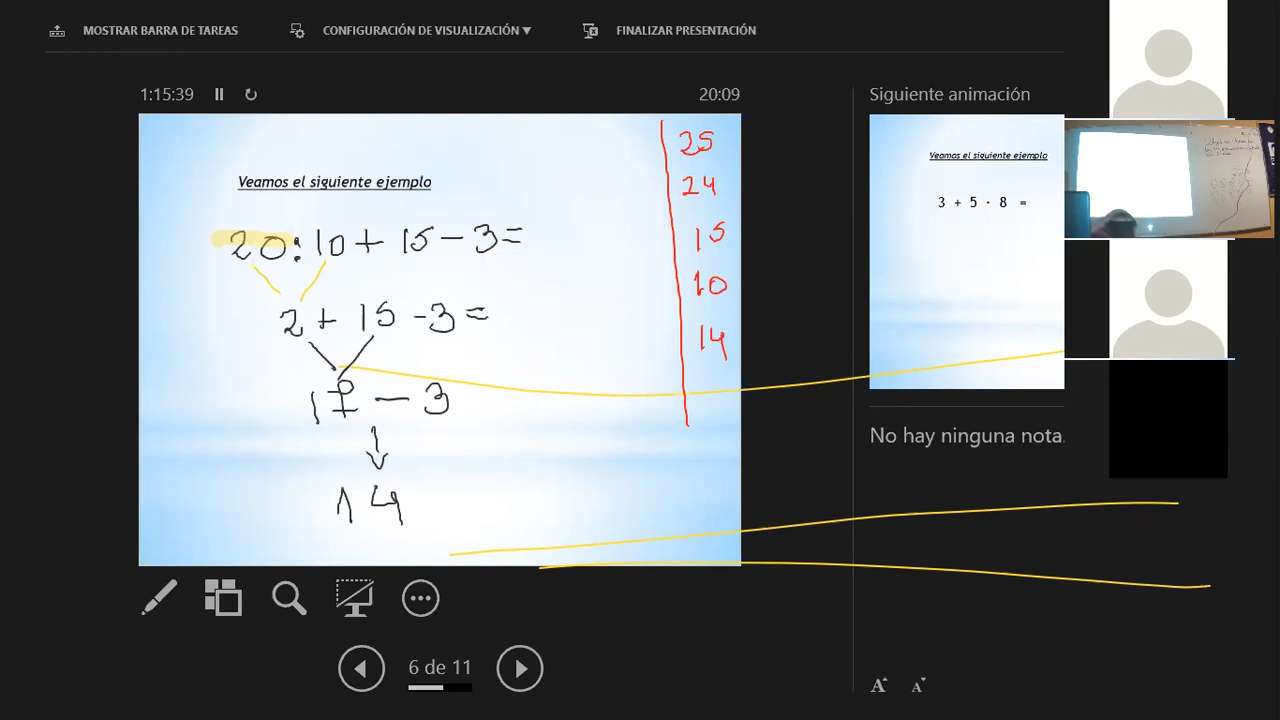 MOSTRAR BARRA DE TAREAS
CONFIGURACIÓN DE VISUALIZACIÓN ▼
FINALIZAR PRESENTACIÓN
1:15:39
20:09
Veamos el siguiente ejemplo
20:10+15-3=
2+15-3=
17-3
14
25
24
15
10
14
Siguiente animación
Veamos el siguiente ejemplo
3 + 5 · 8 =
No hay ninguna nota.
6 de 11
A A